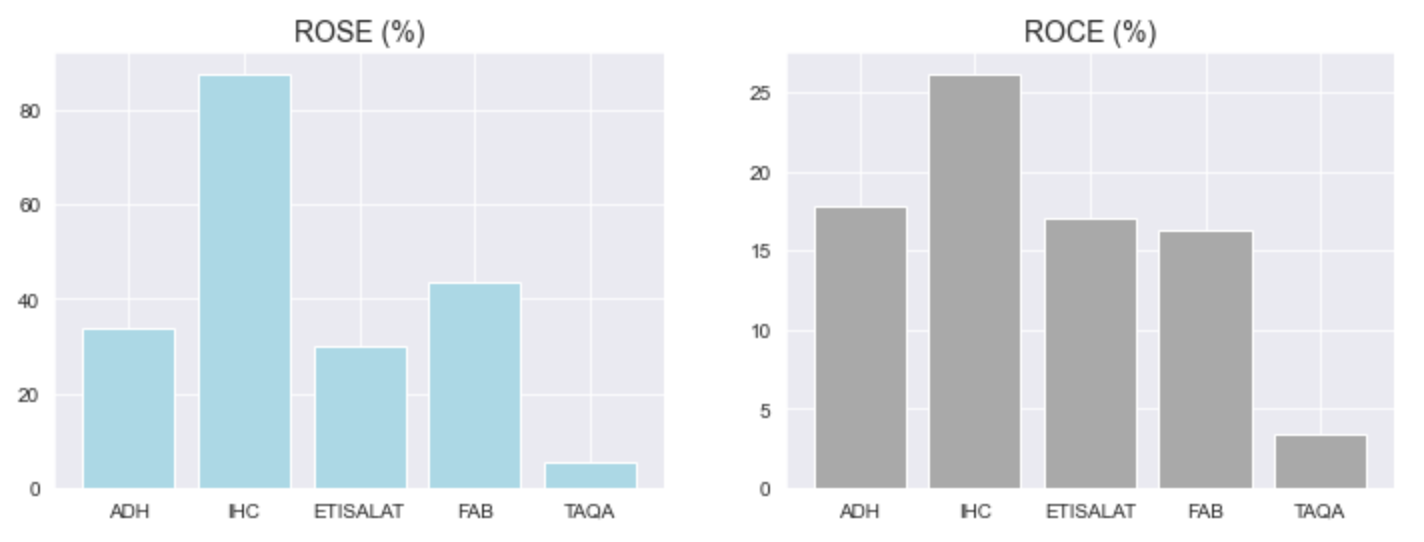 ROSE (%)
80
60
40
20
0
ADH IHC ETISALAT FAB TAQA
ROCE (%)
25
20
15
10
5
0
ADH IHC ETISALAT FAB TAQA